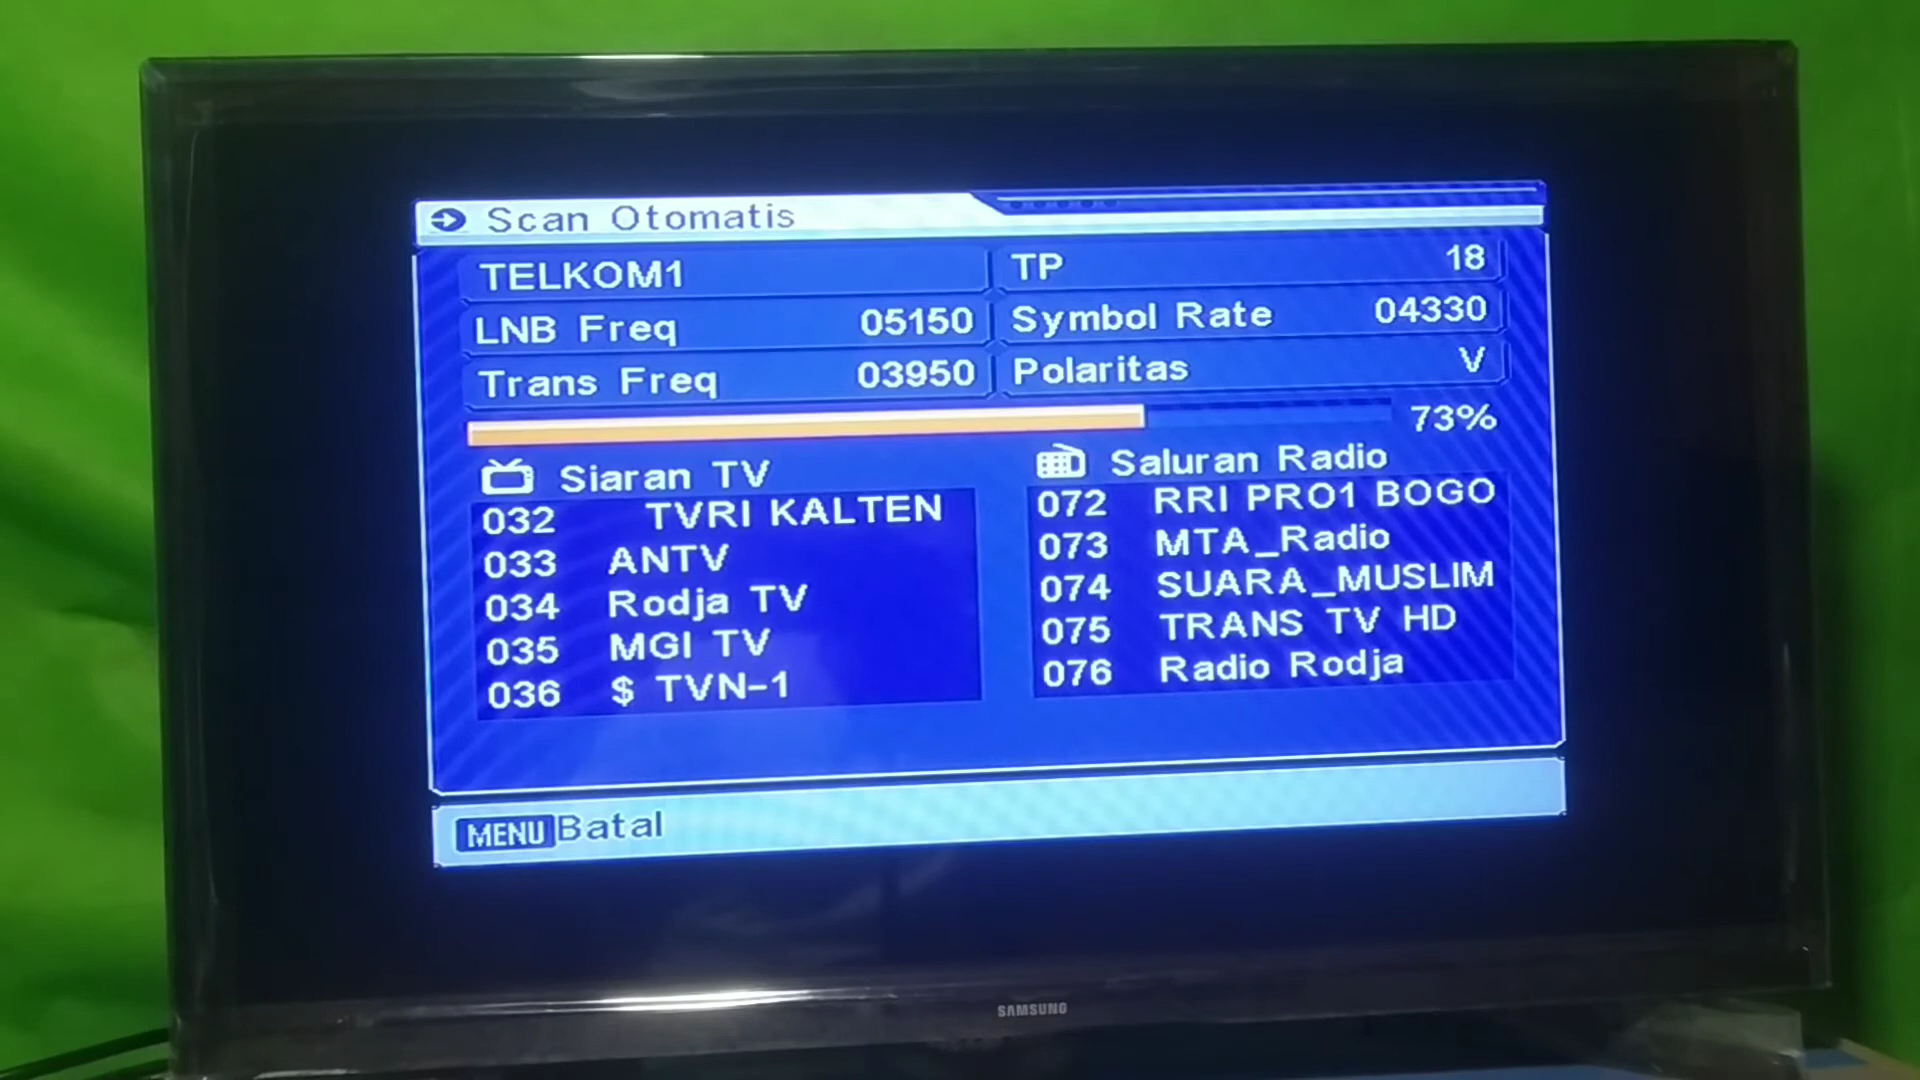 Scan Otomatis
TELKOM1
TP 18
LNB Freq 05150
Symbol Rate 04330
Trans Freq 03950
Polaritas V
73%
Siaran TV
032 TVRI KALTEN
033 ANTV
034 Rodja TV
035 MGI TV
036 $ TVN-1
Saluran Radio
072 RRI PRO1 BOGO
073 MTA_Radio
074 SUARA_MUSLIM
075 TRANS TV HD
076 Radio Rodja
MENU Batal
SAMSUNG